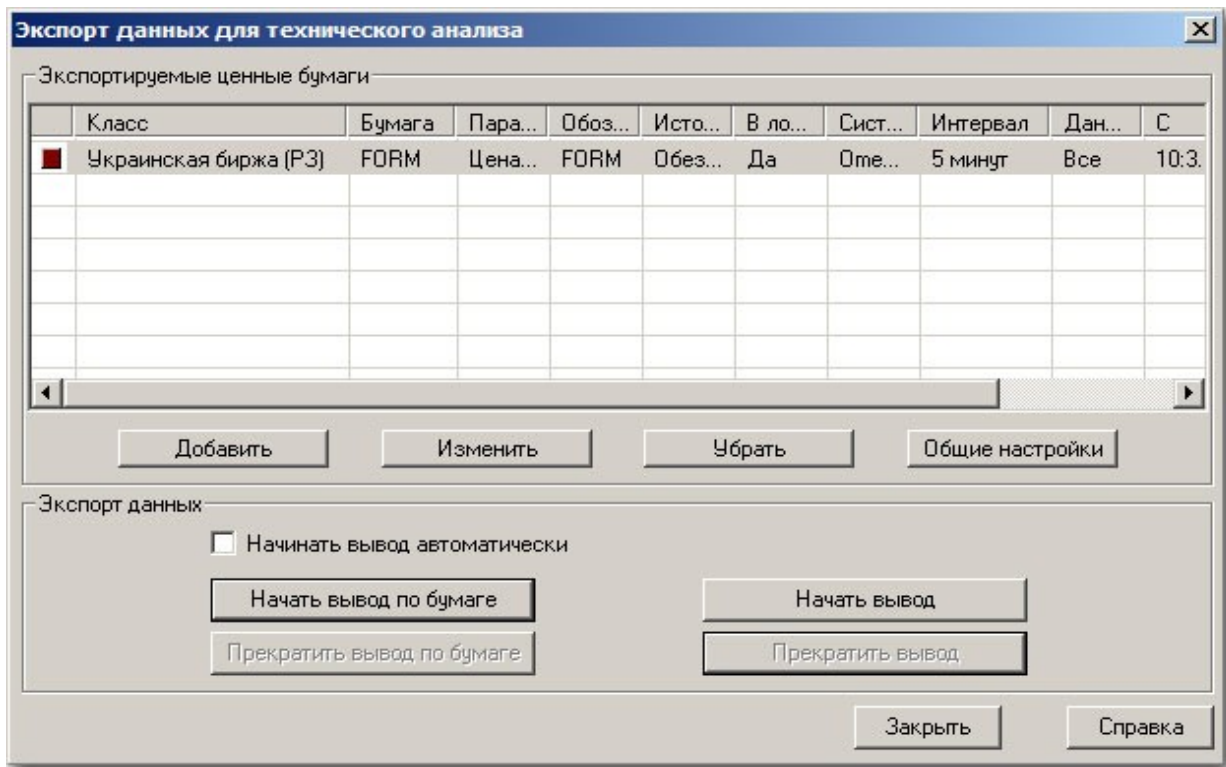 Экспорт данных для технического анализа
Экспортируемые ценные бумаги
Класс Бумага Пара... Обоз... Исто... В ло... Сист... Интервал Дан... С
Украинская биржа (РЗ) FORM Цена... FORM Обез... Да Ome... 5 минут Все 10:3.
Добавить Изменить Убрать Общие настройки
Экспорт данных
Начинать вывод автоматически
Начать вывод по бумаге Начать вывод
Прекратить вывод по бумаге Прекратить вывод
Закрыть Справка